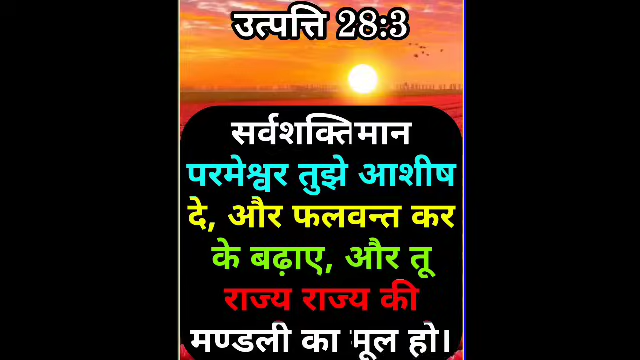 उत्पत्ति 28:3
सर्वशक्तिमान
परमेश्वर तुझे आशीष
दे, और फलवन्त कर
के बढ़ाए, और तू
राज्य राज्य की
मण्डली का मूल हो।